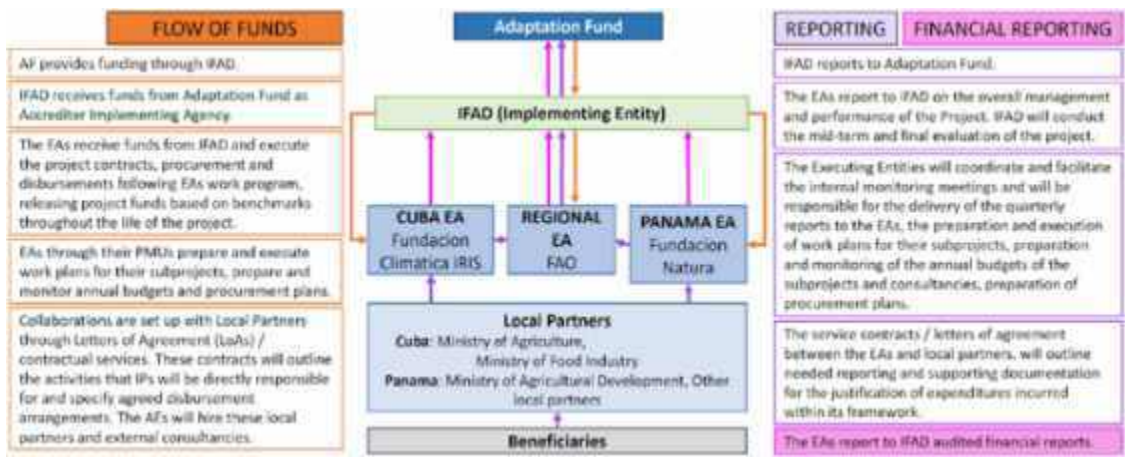 FLOW OF FUNDS
AF provides funding through IFAD.
IFAD receives funds from Adaptation Fund as
Accreditor Implementing Agency.
The EAs receive funds from IFAD and execute
the project contracts, procurement and
disbursements following EAs work program,
releasing project funds based on benchmarks
throughout the life of the project.
EAs through their PMUs prepare and execute
work plans for their subprojects, prepare and
monitor annual budgets and procurement plans.
Collaborations are set up with Local Partners
through Letters of Agreement (LoAs) /
contractual services. These contracts will outline
the activities that IPs will be directly responsible
for and specify agreed disbursement
arrangements. The AEs will hire these local
partners and external consultancies.
Adaptation Fund
IFAD (Implementing Entity)
CUBA EA
Fundacion
Climatica IRIS
REGIONAL
EA
FAO
PANAMA EA
Fundacion
Natura
Local Partners
Cuba: Ministry of Agriculture,
Ministry of Food Industry
Panama: Ministry of Agricultural Development, Other
local partners
Beneficiaries
REPORTING
FINANCIAL REPORTING
IFAD reports to Adaptation Fund.
The EAs report to IFAD on the overall management
and performance of the Project. IFAD will conduct
the mid-term and final evaluation of the project.
The Executing Entities will coordinate and facilitate
the internal monitoring meetings and will be
responsible for the delivery of the quarterly
reports to the EAs, the preparation and execution
of work plans for their subprojects, preparation
and monitoring of the annual budgets of the
subprojects and consultancies, preparation of
procurement plans.
The service contracts / letters of agreement
between the EAs and local partners, will outline
needed reporting and supporting documentation
for the justification of expenditures incurred
within its framework.
The EAs report to IFAD audited financial reports.